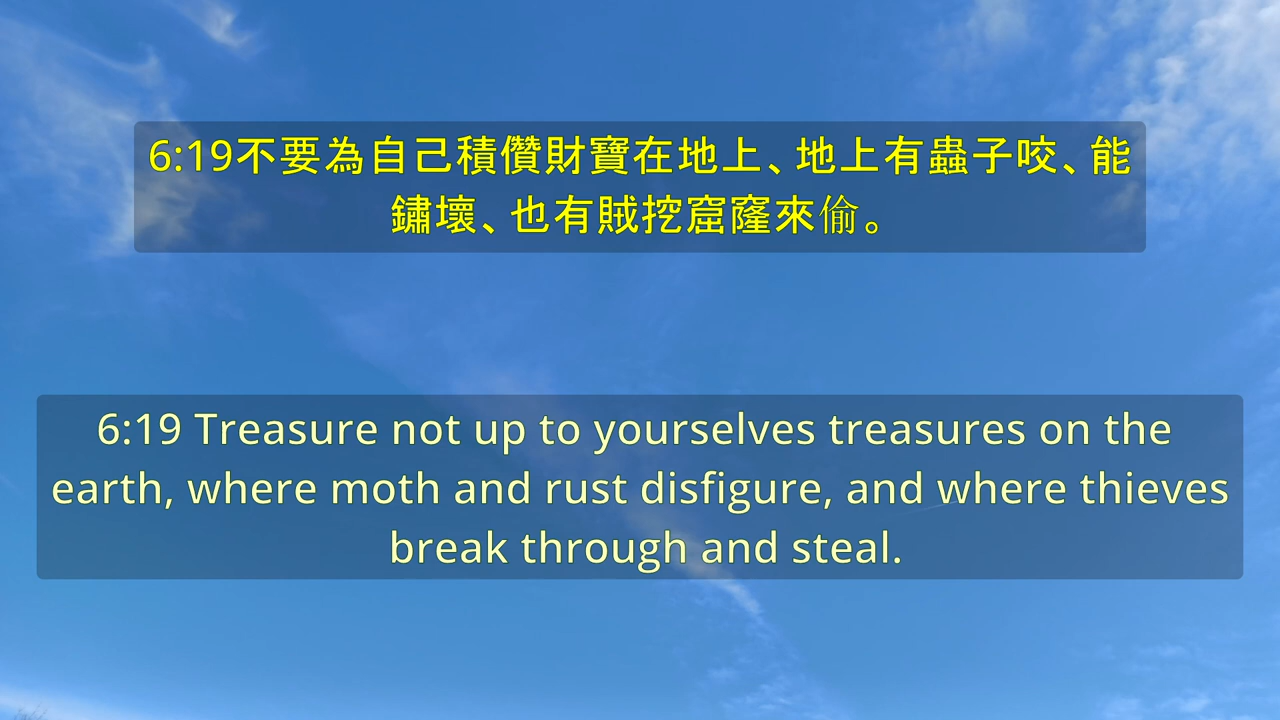 6:19不要為自己積儹財寶在地上、地上有蟲子咬、能
鏽壞、也有賊挖窟窿來偷。
6:19 Treasure not up to yourselves treasures on the
earth, where moth and rust disfigure, and where thieves
break through and steal.